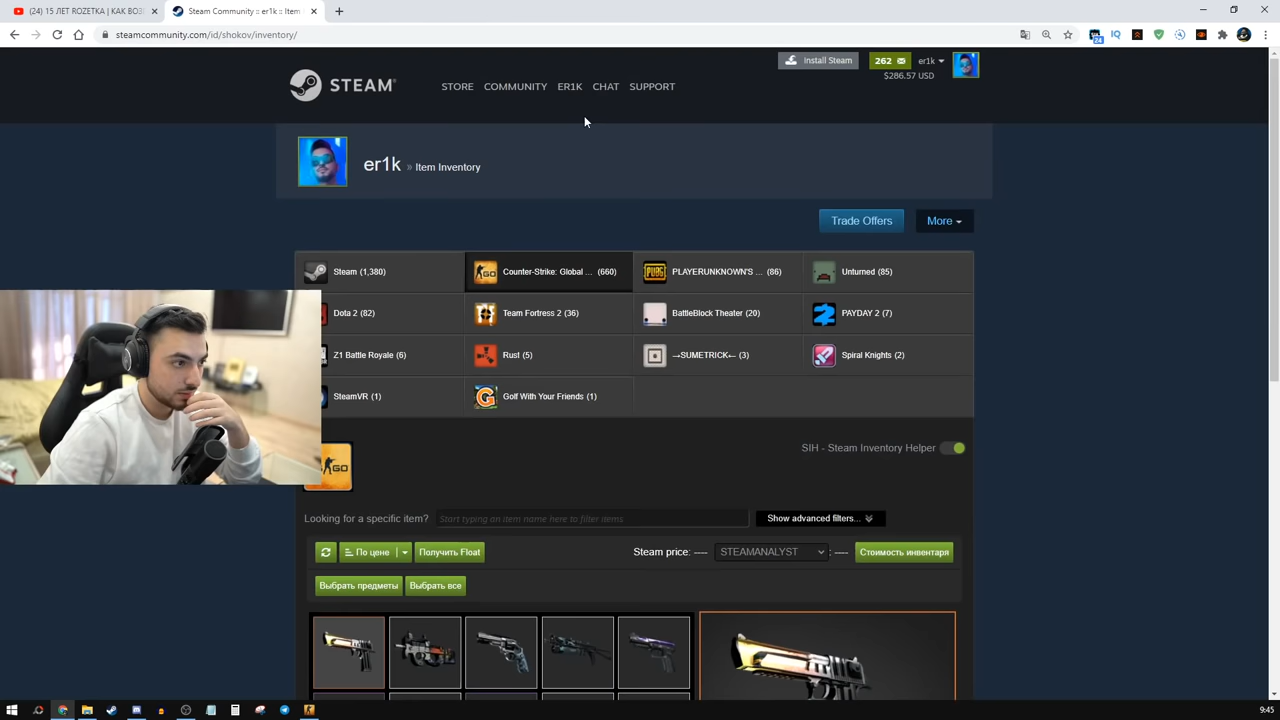 (24) 15 ЛЕТ ROZETKA | КАК ВОЗ
Steam Community :: er1k :: Item
steamcommunity.com/id/shokov/inventory/
24
IQ
Install Steam
262
er1k
$286.57 USD
STEAM®
STORE
COMMUNITY
ER1K
CHAT
SUPPORT
er1k » Item Inventory
Trade Offers
More
Steam (1,380)
Counter-Strike: Global ... (660)
PUBG
PLAYERUNKNOWN'S ... (86)
Unturned (85)
Dota 2 (82)
Team Fortress 2 (36)
BattleBlock Theater (20)
PAYDAY 2 (7)
Z1 Battle Royale (6)
Rust (5)
→SUMETRICK← (3)
Spiral Knights (2)
SteamVR (1)
Golf With Your Friends (1)
SIH - Steam Inventory Helper
GO
Looking for a specific item?
Start typing an item name here to filter items
Show advanced filters...
По цене
Получить Float
Steam price: ----
STEAMANALYST
: ----
Стоимость инвентаря
Выбрать предметы
Выбрать все
9:45